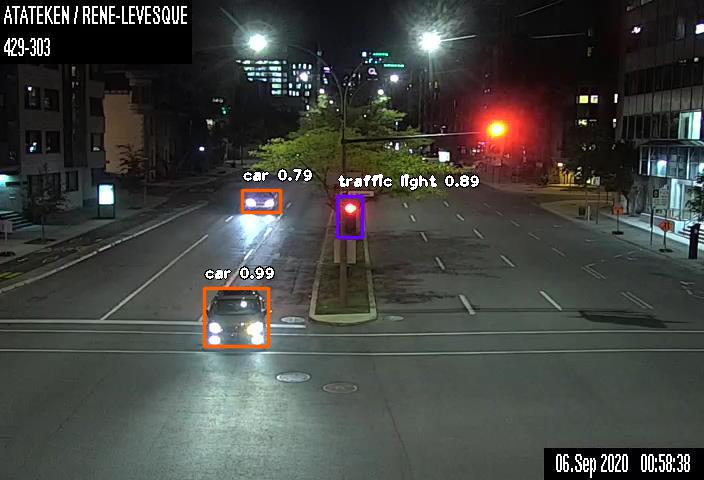 ATATEKEN / RENE-LEVESQUE
429-303
car 0.79
traffic light 0.89
car 0.99
06.Sep 2020 00:58:38